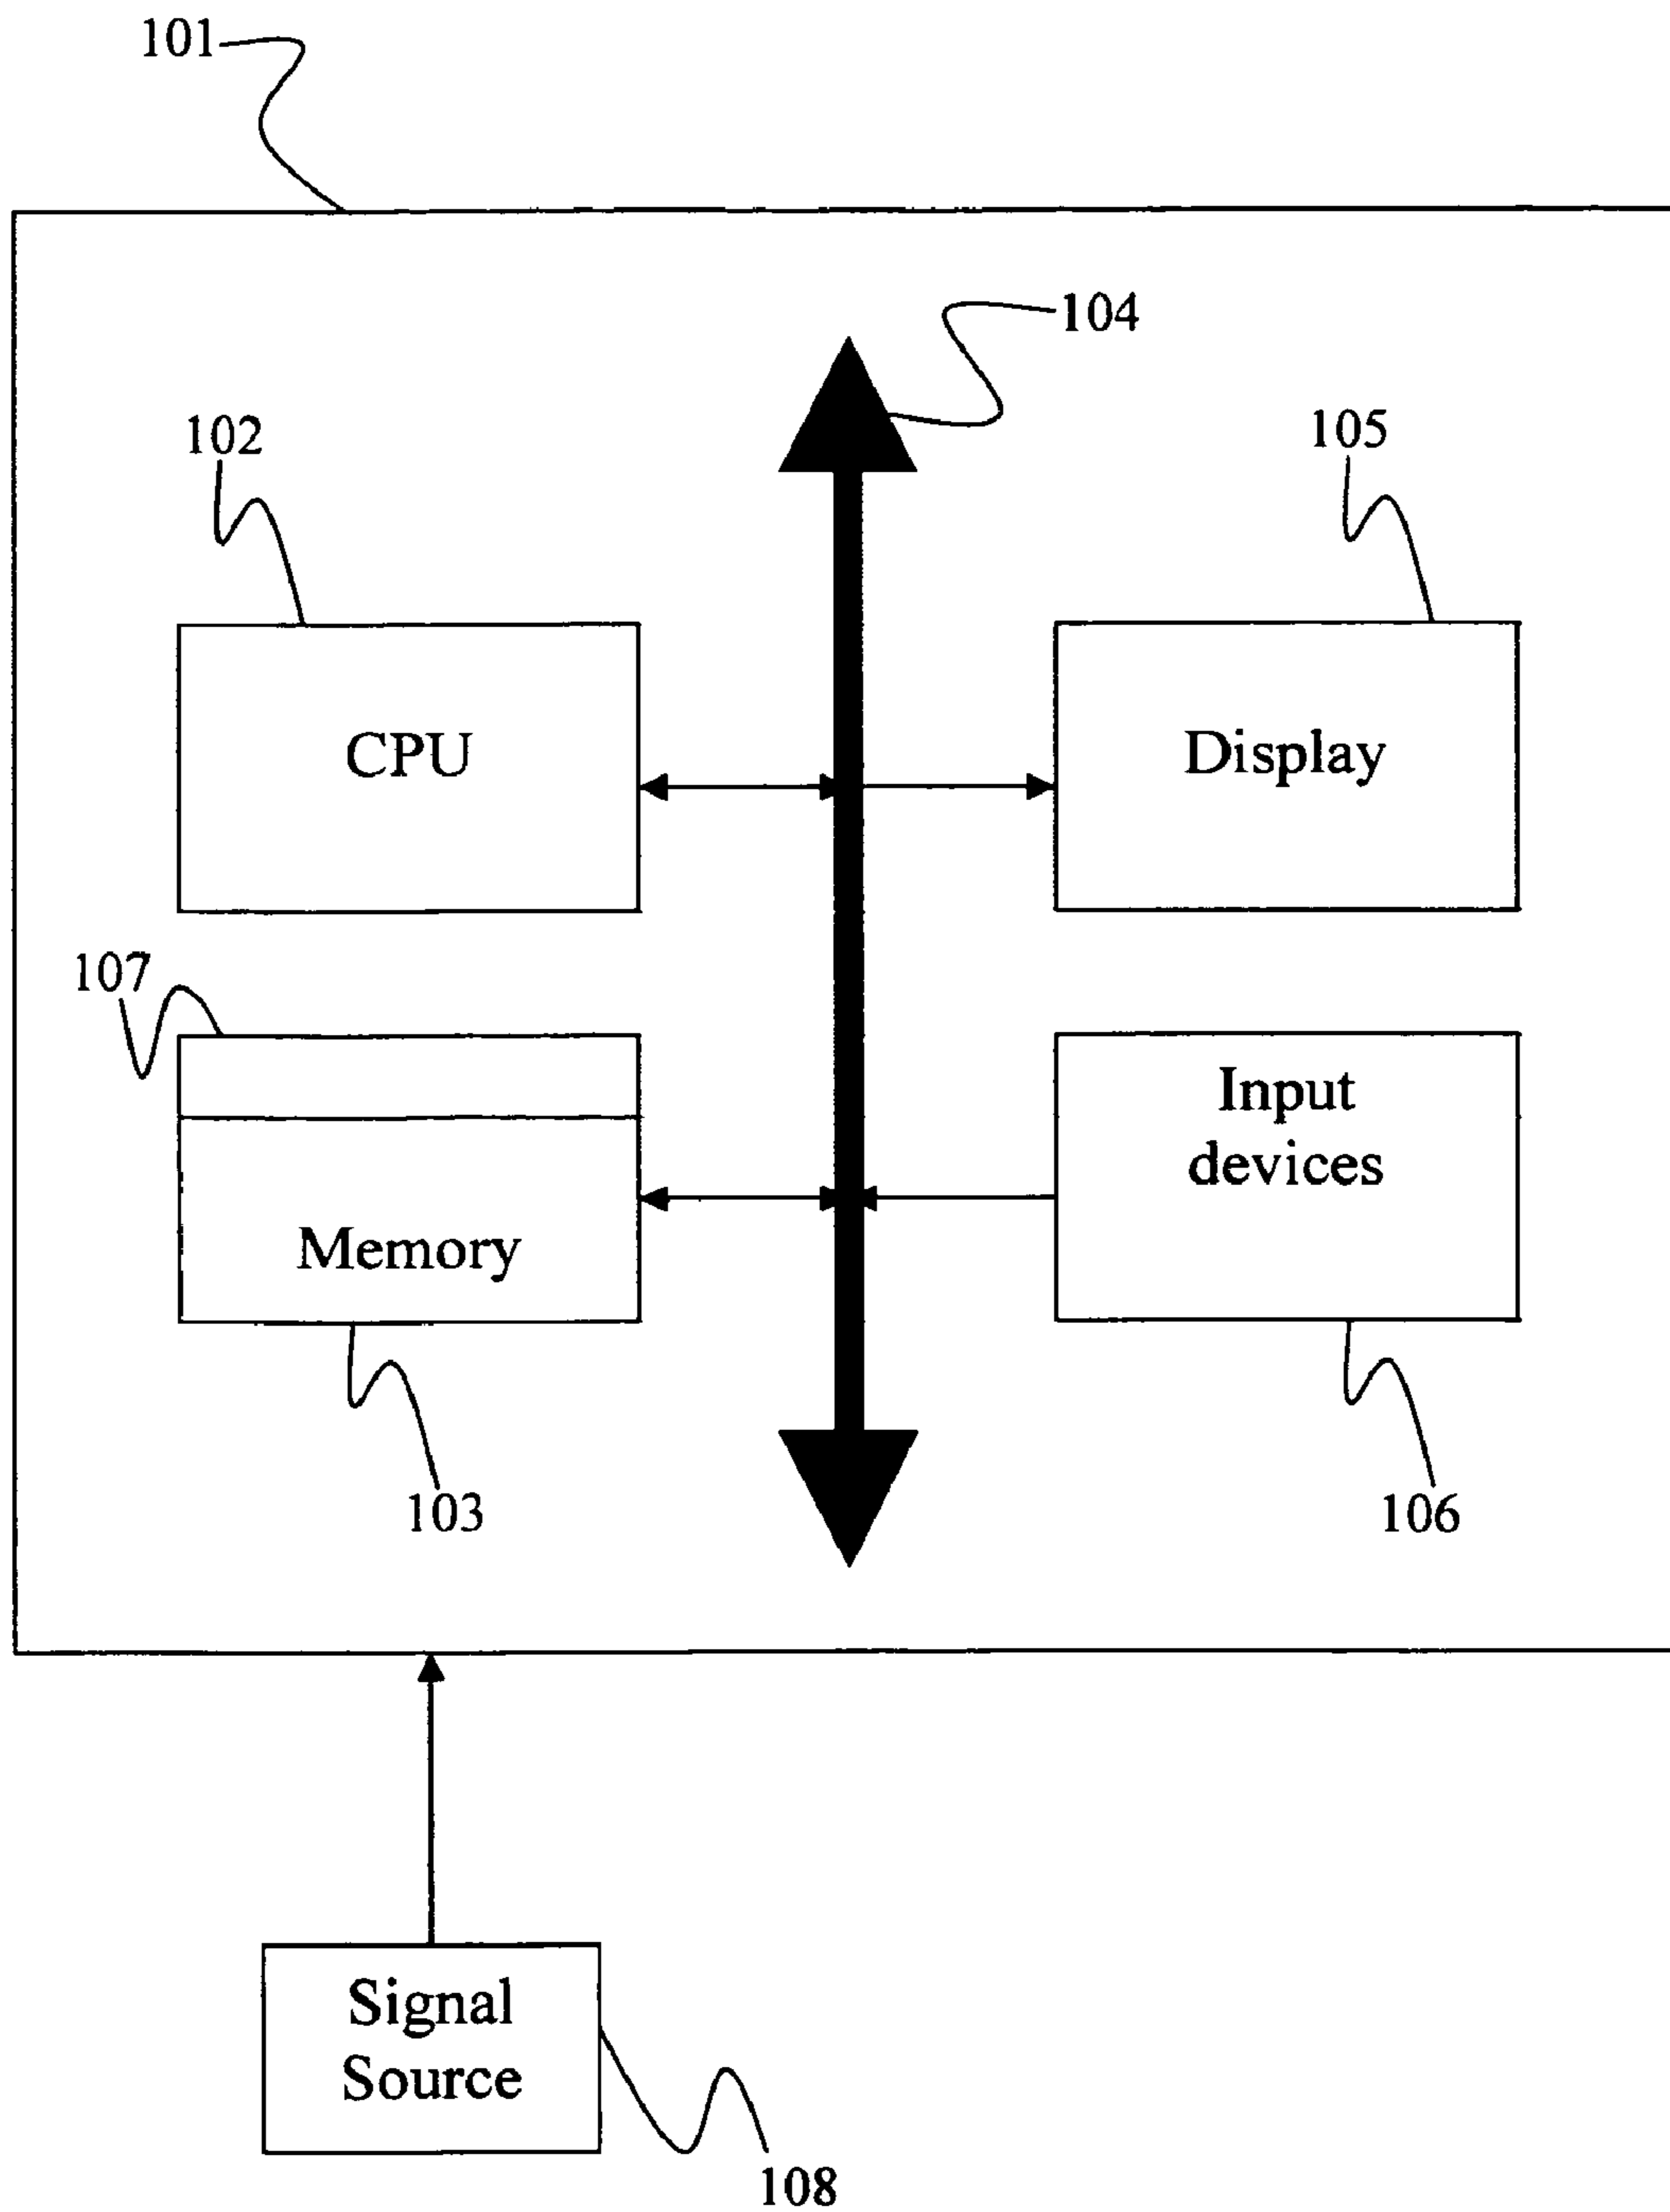 101
104
102
105
CPU
Display
107
Input
devices
Memory
103
106
Signal
Source
108